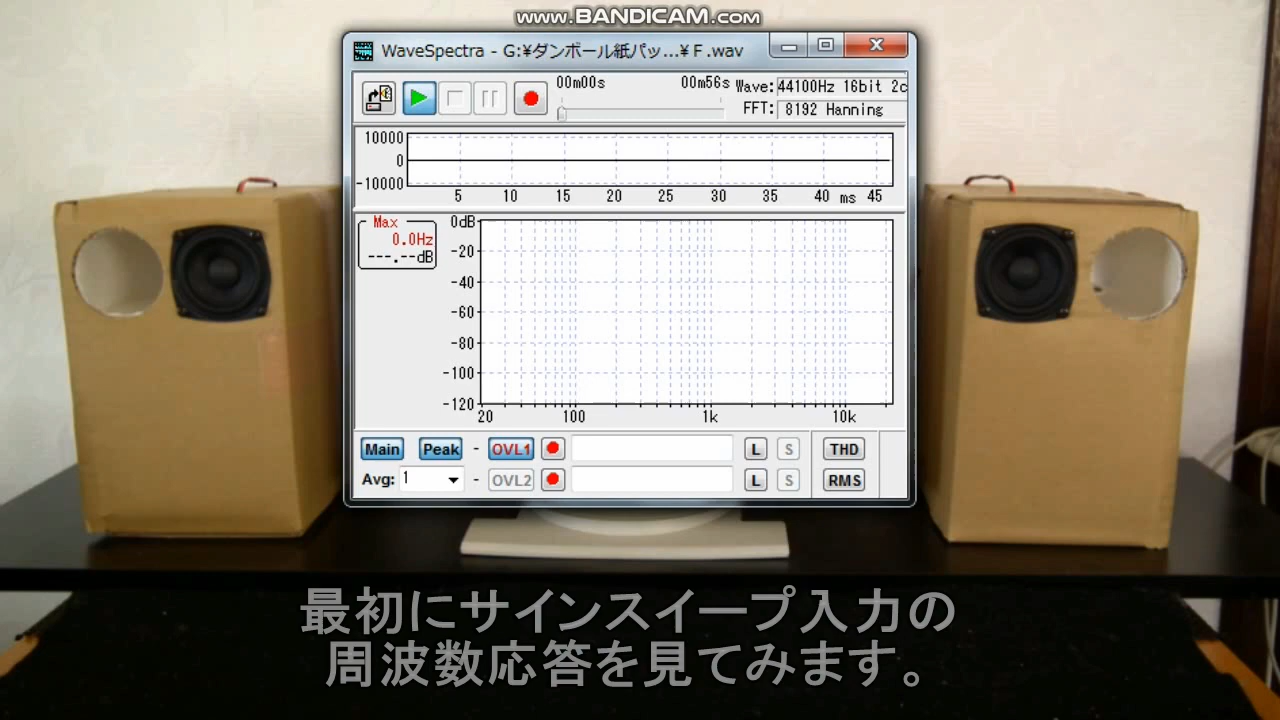 www.BANDICAM.com
WaveSpectra - G:¥ダンボール紙パッ...¥F.wav
00m00s 00m56s Wave: 44100Hz 16bit 2c
FFT: 8192 Hanning
10000
0
-10000
5 10 15 20 25 30 35 40 ms 45
Max
0.0Hz
---.--dB
0dB
-20
-40
-60
-80
-100
-120
20 100 1k 10k
Main Peak - OVL1 L S THD
Avg: 1 - OVL2 L S RMS
最初にサインスイープ入力の
周波数応答を見てみます。